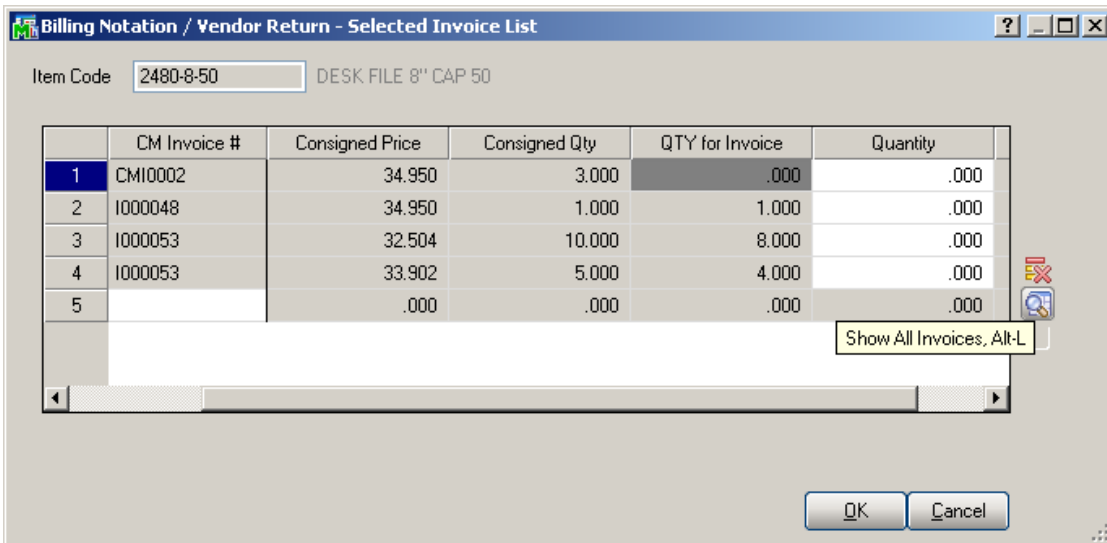 Billing Notation / Vendor Return - Selected Invoice List
Item Code 2480-8-50 DESK FILE 8" CAP 50
CM Invoice # Consigned Price Consigned Qty QTY for Invoice Quantity
1 CMI0002 34.950 3.000 .000 .000
2 I000048 34.950 1.000 1.000 .000
3 I000053 32.504 10.000 8.000 .000
4 I000053 33.902 5.000 4.000 .000
5 .000 .000 .000 .000
Show All Invoices, Alt-L
OK Cancel